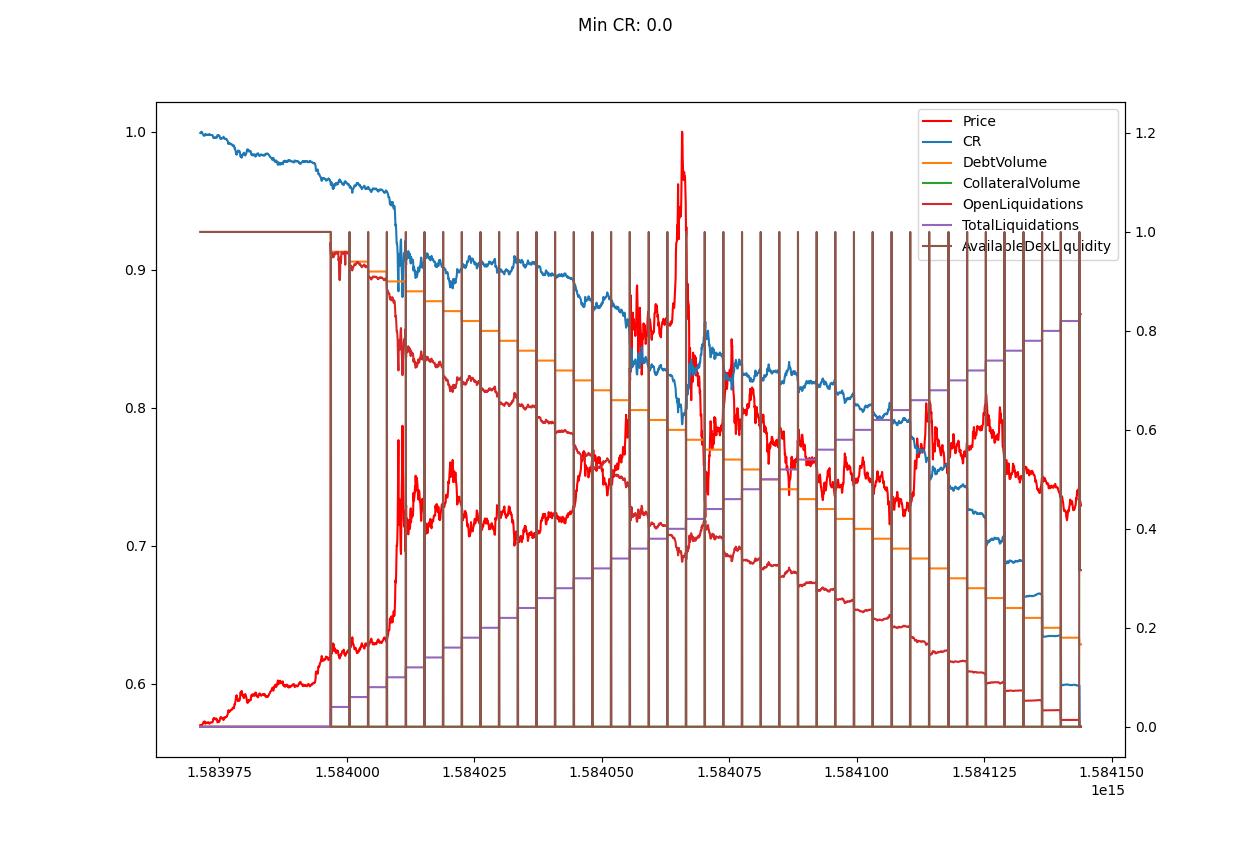 Min CR: 0.0
Price
CR
DebtVolume
CollateralVolume
OpenLiquidations
TotalLiquidations
AvailableDexLiquidity
1.0
0.9
0.8
0.7
0.6
1.2
1.0
0.8
0.6
0.4
0.2
0.0
1.583975 1.584000 1.584025 1.584050 1.584075 1.584100 1.584125 1.584150
1e15